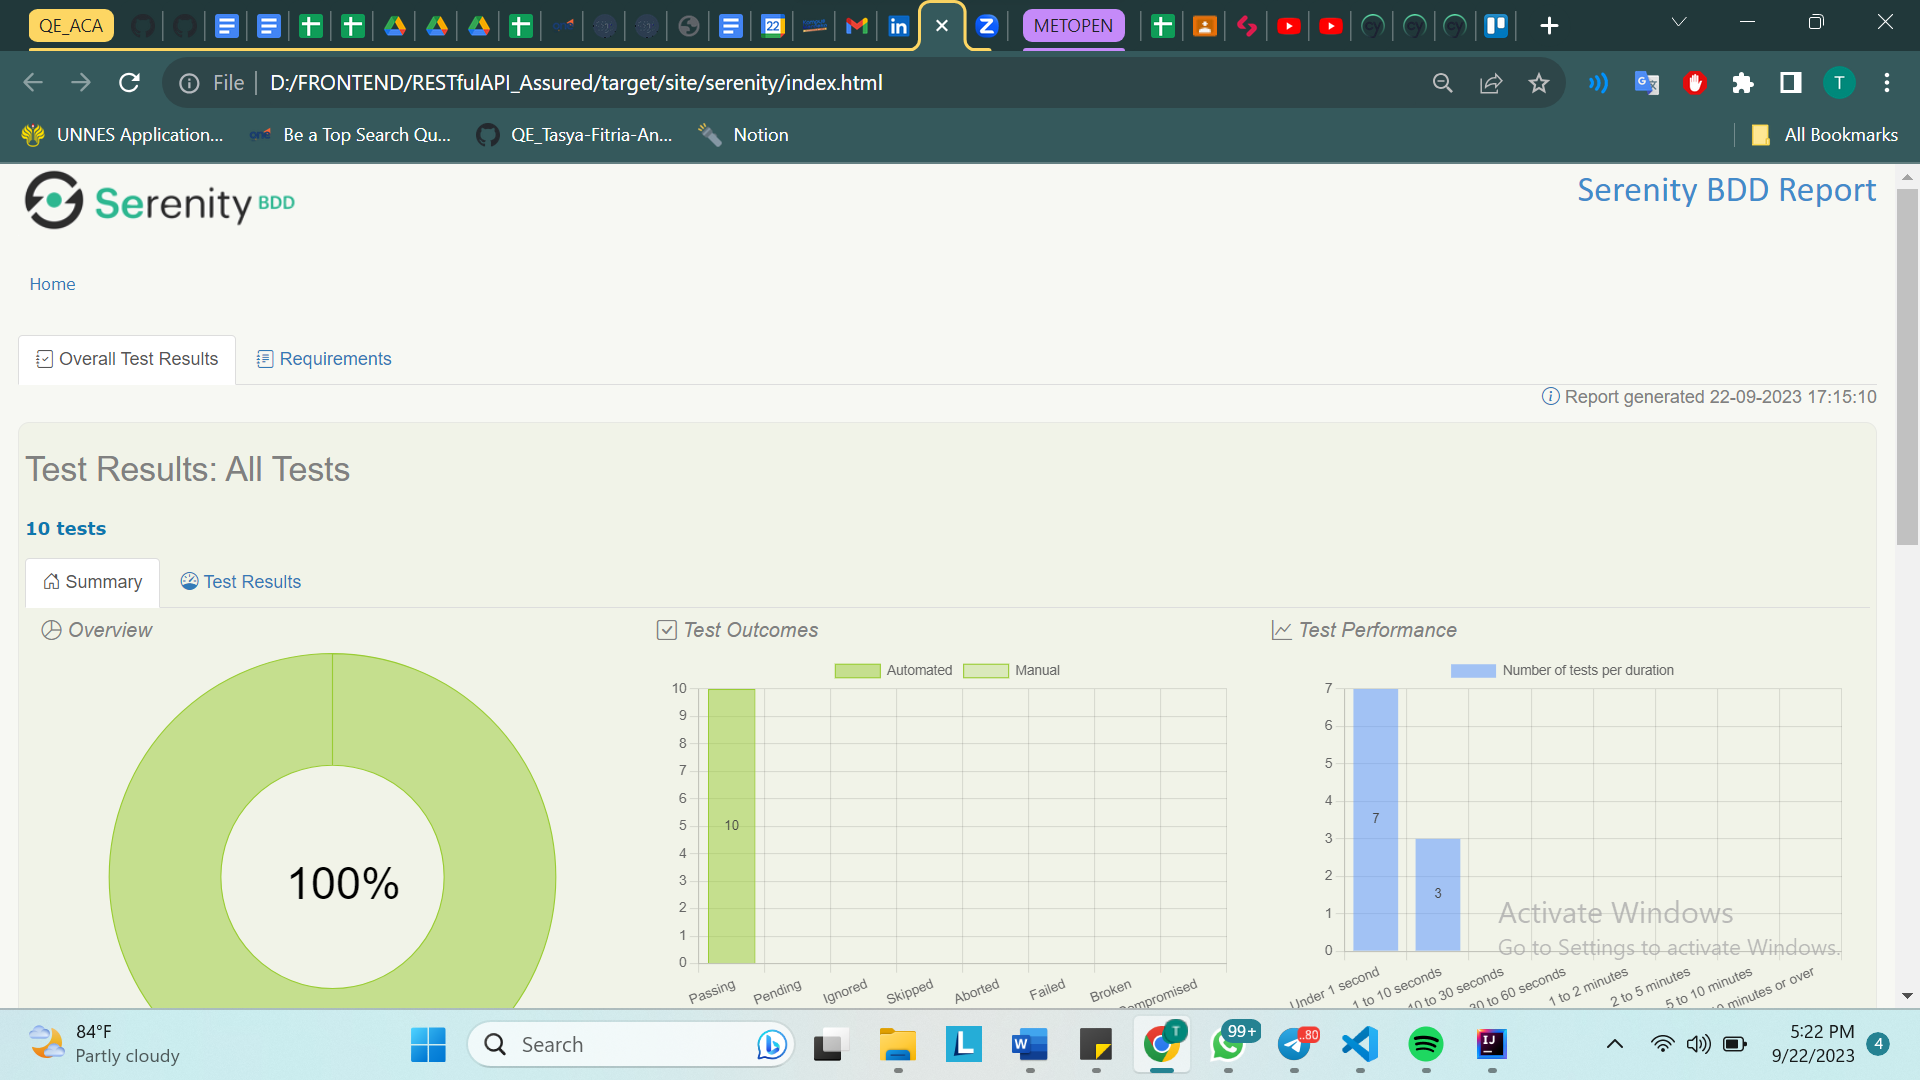 QE_ACA
METOPEN
File
D:/FRONTEND/RESTfulAPI_Assured/target/site/serenity/index.html
T
UNNES Application...
Be a Top Search Qu...
QE_Tasya-Fitria-An...
Notion
All Bookmarks
Serenity BDD
Serenity BDD Report
Home
Overall Test Results
Requirements
Report generated 22-09-2023 17:15:10
Test Results: All Tests
10 tests
Summary
Test Results
Overview
100%
Test Outcomes
Automated
Manual
10
9
8
7
6
5
4
3
2
1
0
10
Passing
Pending
Ignored
Skipped
Aborted
Failed
Broken
ompromised
Test Performance
Number of tests per duration
7
6
5
4
3
2
1
0
7
3
Under 1 second
1 to 10 seconds
10 to 30 seconds
30 to 60 seconds
1 to 2 minutes
2 to 5 minutes
5 to 10 minutes
minutes or over
Activate Windows
Go to Settings to activate Windows.
84°F
Partly cloudy
Search
T
99+
..80
5:22 PM
9/22/2023
4